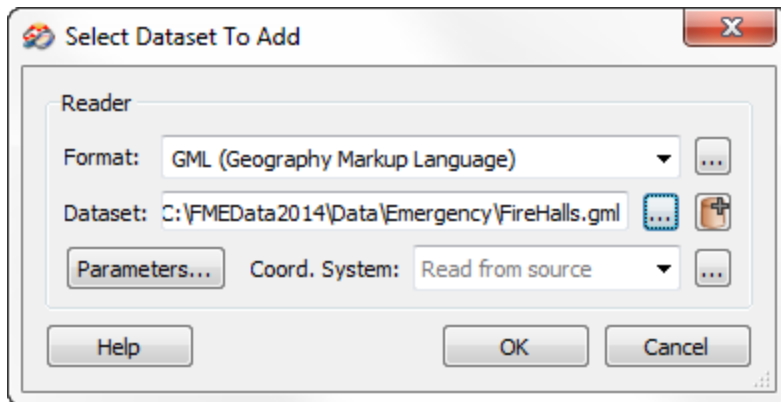 Select Dataset To Add
Reader
Format: GML (Geography Markup Language) ...
Dataset: C:\FMEData2014\Data\Emergency\FireHalls.gml ...
Parameters... Coord. System: Read from source ...
Help OK Cancel